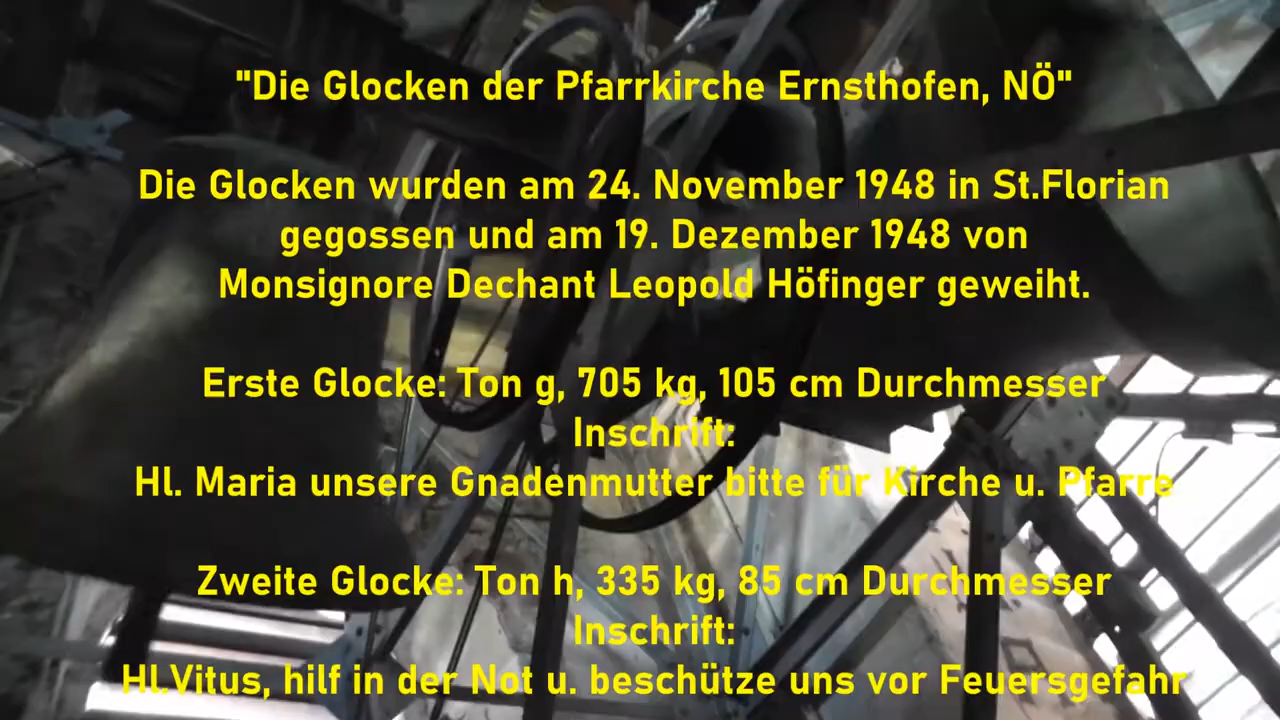 "Die Glocken der Pfarrkirche Ernsthofen, NÖ"
Die Glocken wurden am 24. November 1948 in St.Florian
gegossen und am 19. Dezember 1948 von
Monsignore Dechant Leopold Höfinger geweiht.
Erste Glocke: Ton g, 705 kg, 105 cm Durchmesser
Inschrift:
Hl. Maria unsere Gnadenmutter bitte für Kirche u. Pfarre
Zweite Glocke: Ton h, 335 kg, 85 cm Durchmesser
Inschrift:
Hl.Vitus, hilf in der Not u. beschütze uns vor Feuersgefahr